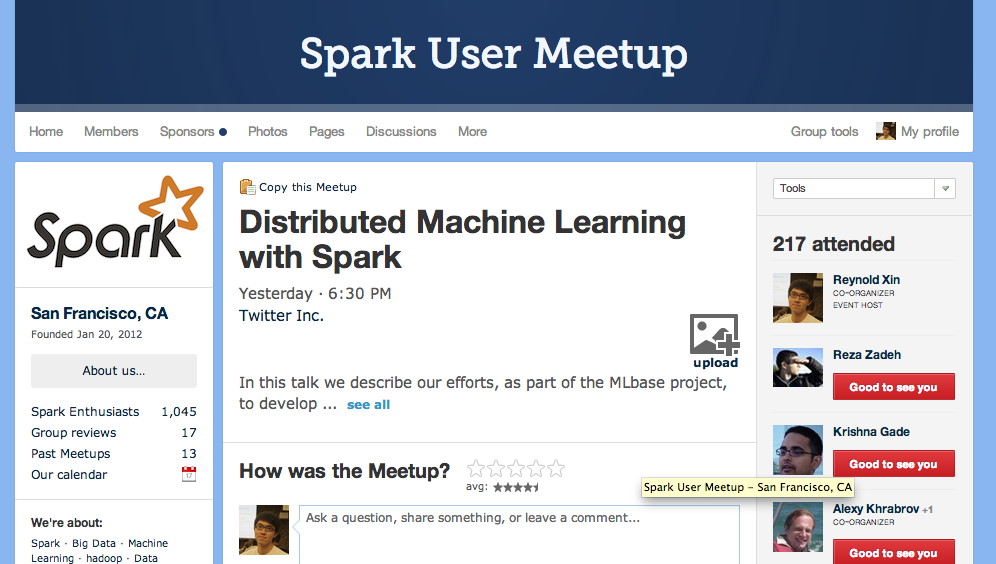 Spark User Meetup
Home Members Sponsors Photos Pages Discussions More Group tools My profile
Spark
San Francisco, CA
Founded Jan 20, 2012
About us...
Spark Enthusiasts 1,045
Group reviews 17
Past Meetups 13
Our calendar 17
We're about:
Spark · Big Data · Machine
Learning · hadoop · Data
Copy this Meetup
Distributed Machine Learning
with Spark
Yesterday · 6:30 PM
Twitter Inc.
upload
In this talk we describe our efforts, as part of the MLbase project,
to develop ... see all
How was the Meetup?
avg:
Ask a question, share something, or leave a comment...
Tools
217 attended
Reynold Xin
CO-ORGANIZER
EVENT HOST
Reza Zadeh
Good to see you
Krishna Gade
Good to see you
Spark User Meetup – San Francisco, CA
Alexy Khrabrov +1
CO-ORGANIZER
Good to see you